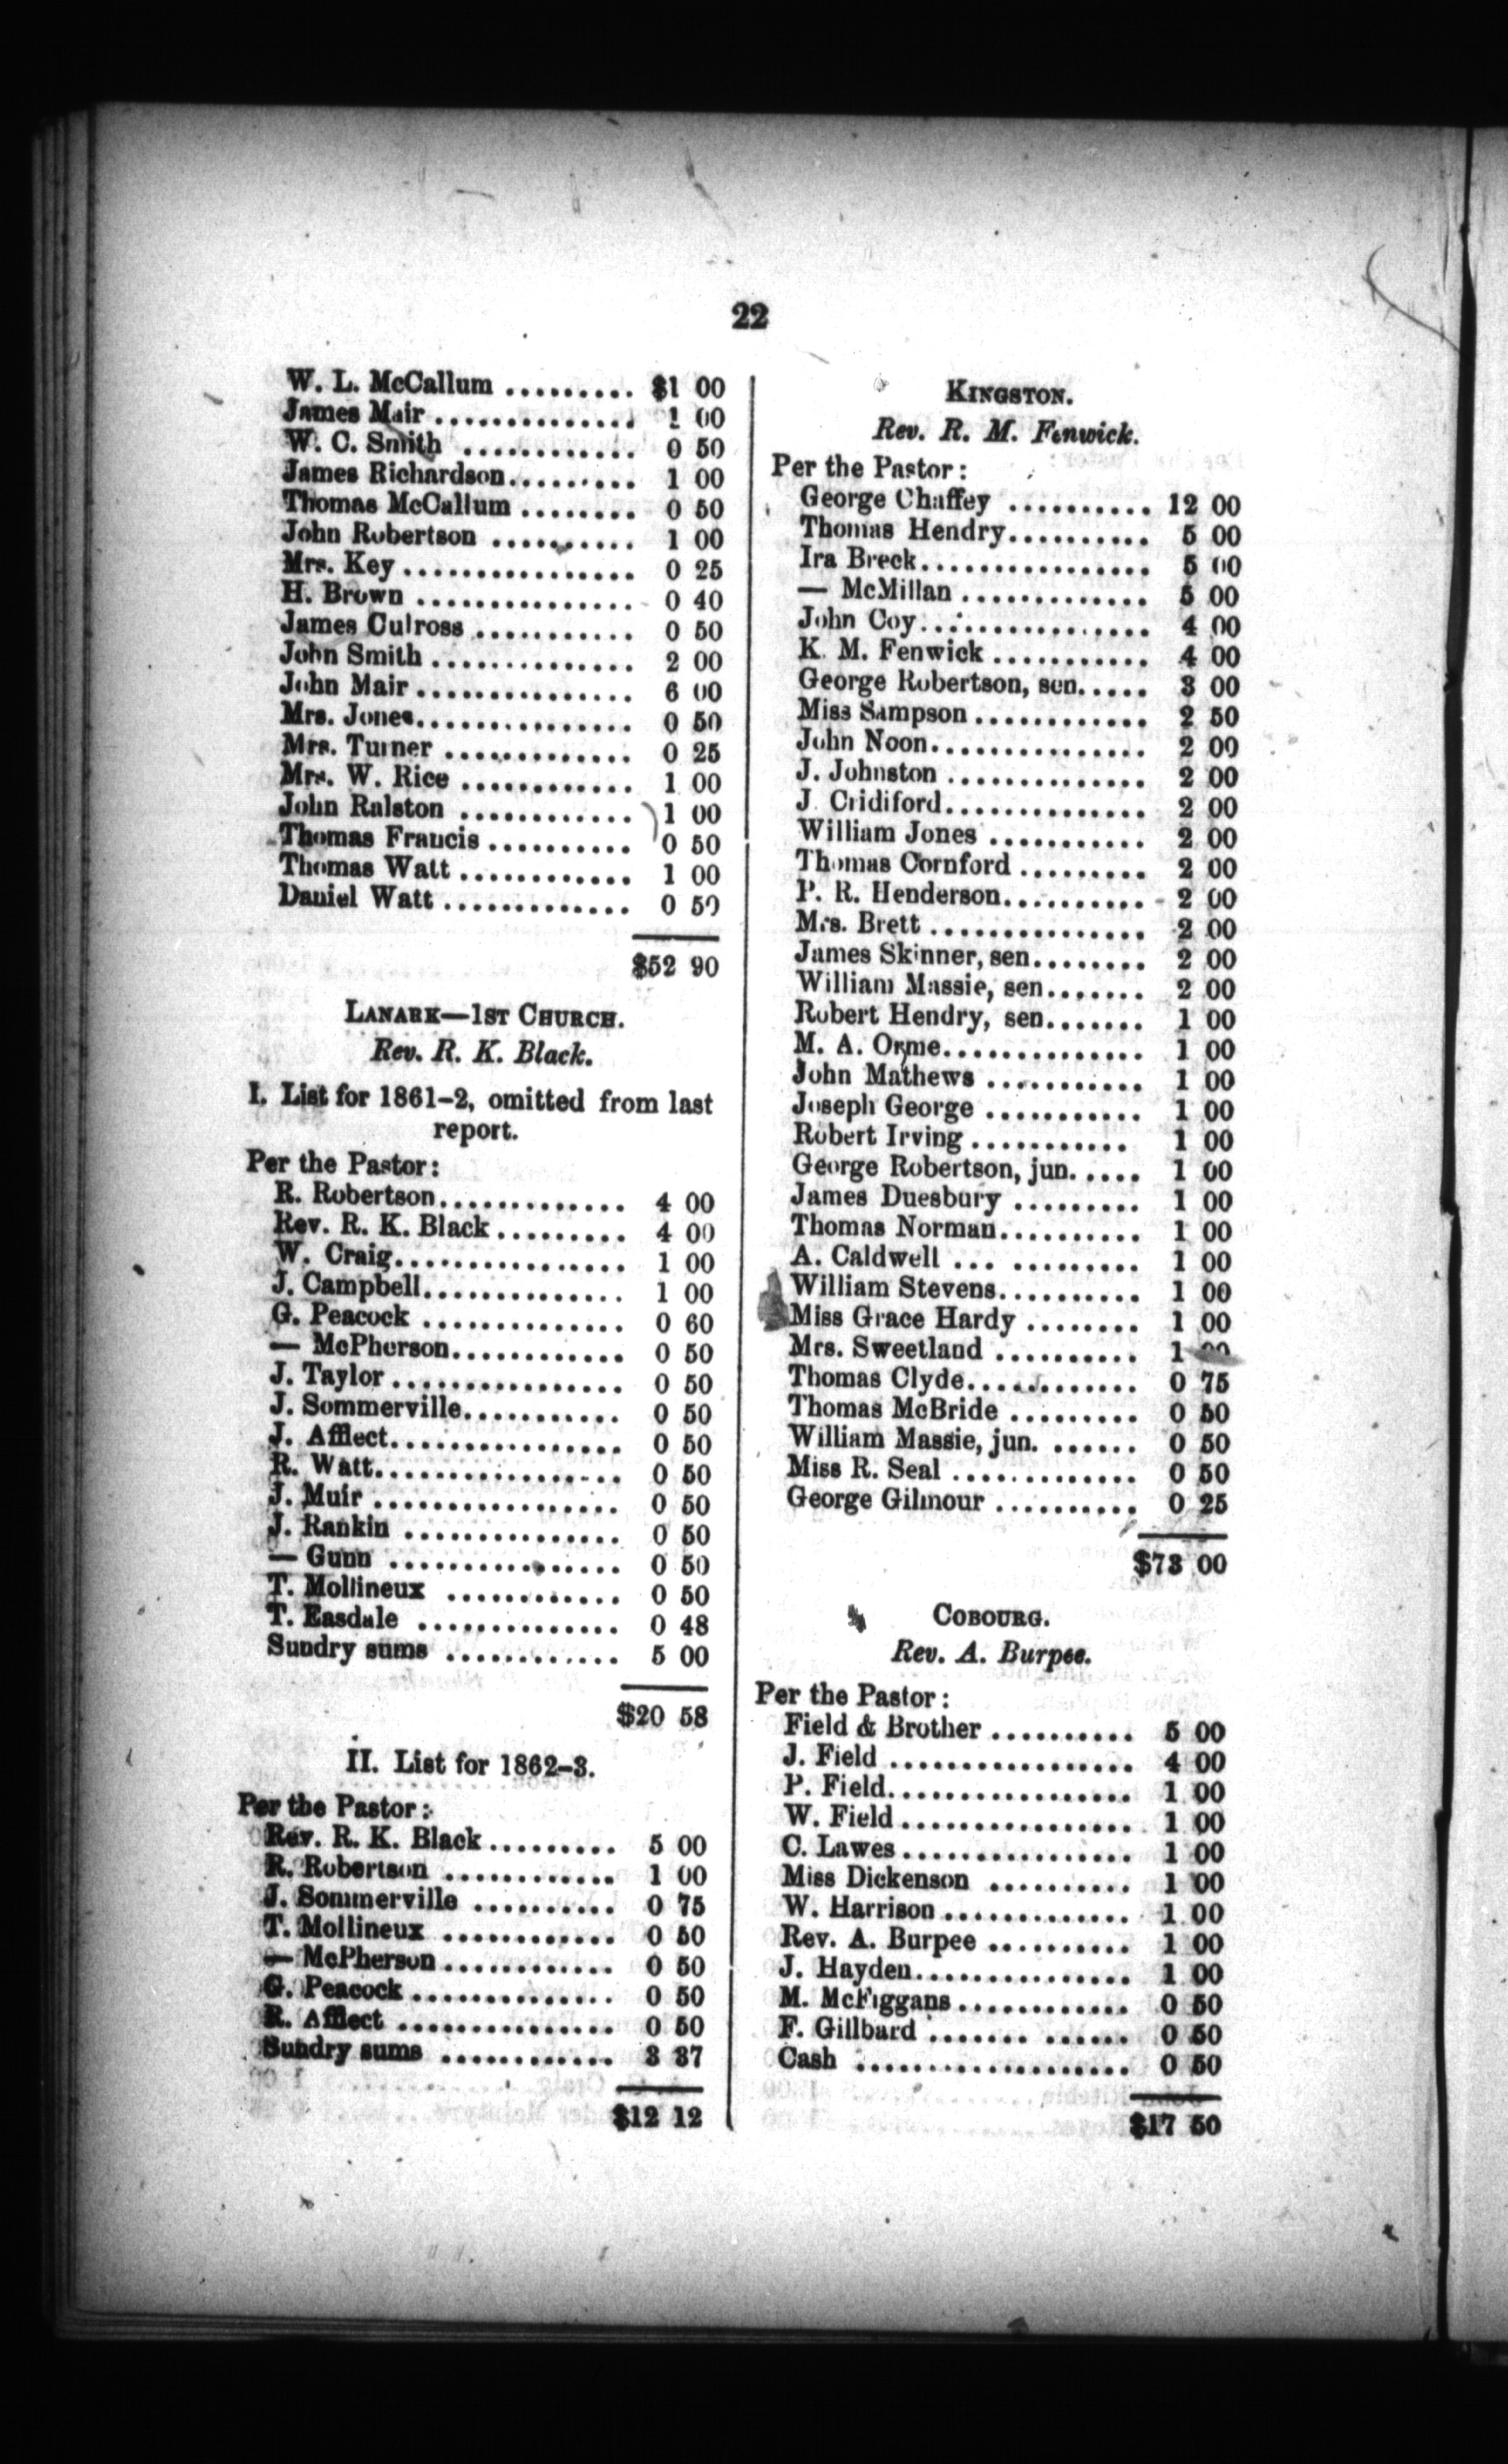 22
W. L. McCallum ......... $1 00
James Mair .............. 1 00
W. C. Smith ............ 0 50
James Richardson......... 1 00
Thomas McCallum ........ 0 50
John Robertson .......... 1 00
Mrs. Key ................ 0 25
H. Brown ............... 0 40
James Culross ........... 0 50
John Smith .............. 2 00
John Mair ............... 6 00
Mrs. Jones............... 0 50
Mrs. Turner ............. 0 25
Mrs. W. Rice ............ 1 00
John Ralston ............ 1 00
Thomas Francis .......... 0 50
Thomas Watt ............ 1 00
Daniel Watt ............. 0 50
$52 90
LANARK—1ST CHURCH.
Rev. R. K. Black.
I. List for 1861-2, omitted from last
report.
Per the Pastor:
R. Robertson............. 4 00
Rev. R. K. Black ......... 4 00
W. Craig................ 1 00
J. Campbell.............. 1 00
G. Peacock .............. 0 60
— McPherson............ 0 50
J. Taylor ................ 0 50
J. Sommerville........... 0 50
J. Afflect................ 0 50
R. Watt................. 0 50
J. Muir ................. 0 50
J. Rankin ............... 0 50
— Gunn ................ 0 50
T. Mollineux ............ 0 50
T. Easdale .............. 0 48
Sundry sums ............ 5 00
$20 58
II. List for 1862-3.
Per the Pastor:
Rev. R. K. Black......... 5 00
R. Robertson ............ 1 00
J. Sommerville .......... 0 75
T. Mollineux ............ 0 50
— McPherson............ 0 50
G. Peacock .............. 0 50
R. Afflect ............... 0 50
Sundry sums ............ 3 37
$12 12
KINGSTON.
Rev. R. M. Fenwick.
Per the Pastor:
George Chaffey .......... 12 00
Thomas Hendry.......... 5 00
Ira Breck................ 5 00
— McMillan ............. 5 00
John Coy................ 4 00
K. M. Fenwick ........... 4 00
George Robertson, sen..... 3 00
Miss Sampson ............ 2 50
John Noon............... 2 00
J. Johnston .............. 2 00
J. Cridiford.............. 2 00
William Jones ........... 2 00
Thomas Cornford ......... 2 00
P. R. Henderson.......... 2 00
Mrs. Brett ............... 2 00
James Skinner, sen........ 2 00
William Massie, sen....... 2 00
Robert Hendry, sen....... 1 00
M. A. Orme.............. 1 00
John Mathews ........... 1 00
Joseph George ........... 1 00
Robert Irving ........... 1 00
George Robertson, jun. .... 1 00
James Duesbury ......... 1 00
Thomas Norman.......... 1 00
A. Caldwell ... ......... 1 00
William Stevens.......... 1 00
Miss Grace Hardy ........ 1 00
Mrs. Sweetland .......... 1 00
Thomas Clyde............ 0 75
Thomas McBride ......... 0 50
William Massie, jun. ...... 0 50
Miss R. Seal ............. 0 50
George Gilmour .......... 0 25
$73 00
COBOURG.
Rev. A. Burpee.
Per the Pastor:
Field & Brother .......... 5 00
J. Field ................. 4 00
P. Field................. 1 00
W. Field ................ 1 00
C. Lawes ................ 1 00
Miss Dickenson .......... 1 00
W. Harrison ............. 1 00
Rev. A. Burpee .......... 1 00
J. Hayden............... 1 00
M. McFiggans ............ 0 50
F. Gillbard ....... ...... 0 50
Cash ................... 0 50
$17 50